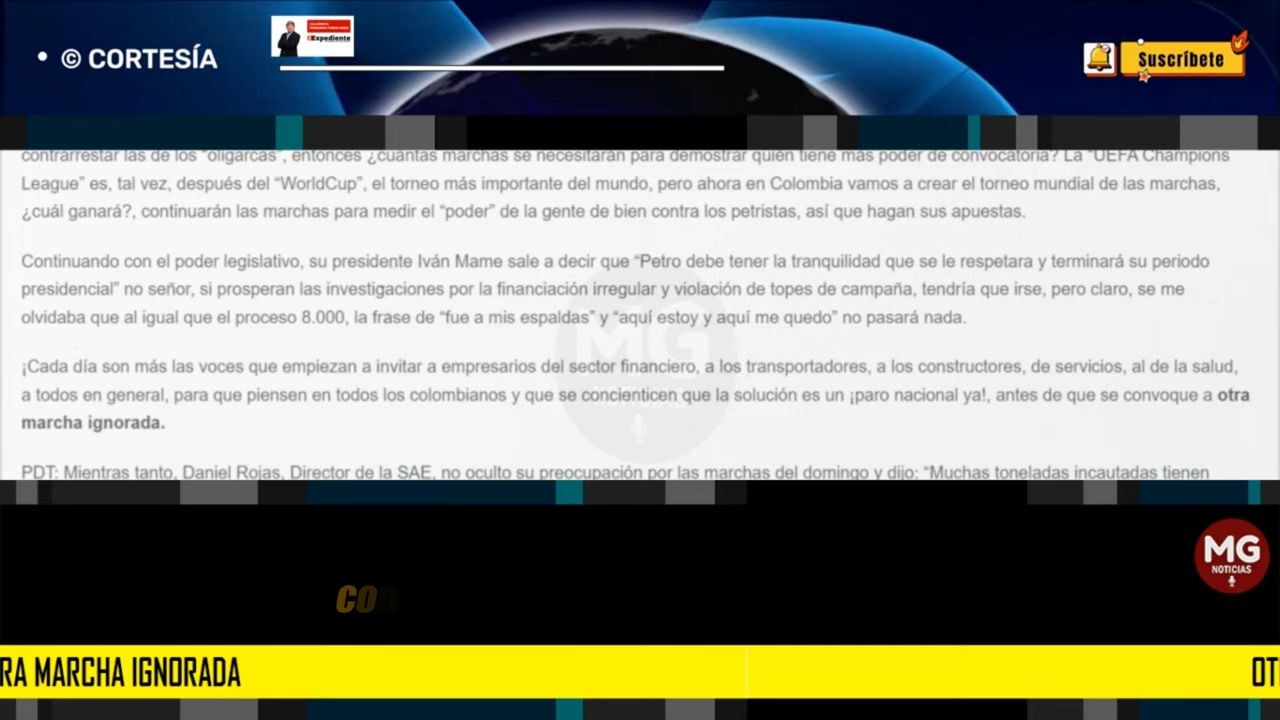 • © CORTESÍA
Expediente
Suscríbete
contrarrestar las de los “oligarcas”, entonces ¿cuántas marchas se necesitarán para demostrar quien tiene más poder de convocatoria? La “UEFA Champions
League” es, tal vez, después del “WorldCup”, el torneo más importante del mundo, pero ahora en Colombia vamos a crear el torneo mundial de las marchas,
¿cuál ganará?, continuarán las marchas para medir el “poder” de la gente de bien contra los petristas, así que hagan sus apuestas.
Continuando con el poder legislativo, su presidente Iván Mame sale a decir que “Petro debe tener la tranquilidad que se le respetara y terminará su periodo
presidencial” no señor, si prosperan las investigaciones por la financiación irregular y violación de topes de campaña, tendría que irse, pero claro, se me
olvidaba que al igual que el proceso 8.000, la frase de “fue a mis espaldas” y “aquí estoy y aquí me quedo” no pasará nada.
¡Cada día son más las voces que empiezan a invitar a empresarios del sector financiero, a los transportadores, a los constructores, de servicios, al de la salud,
a todos en general, para que piensen en todos los colombianos y que se concienticen que la solución es un ¡paro nacional ya!, antes de que se convoque a otra
marcha ignorada.
PDT: Mientras tanto, Daniel Rojas, Director de la SAE, no oculto su preocupación por las marchas del domingo y dijo: “Muchas toneladas incautadas tienen
MG
MG
NOTICIAS
CO
RA MARCHA IGNORADA
OT